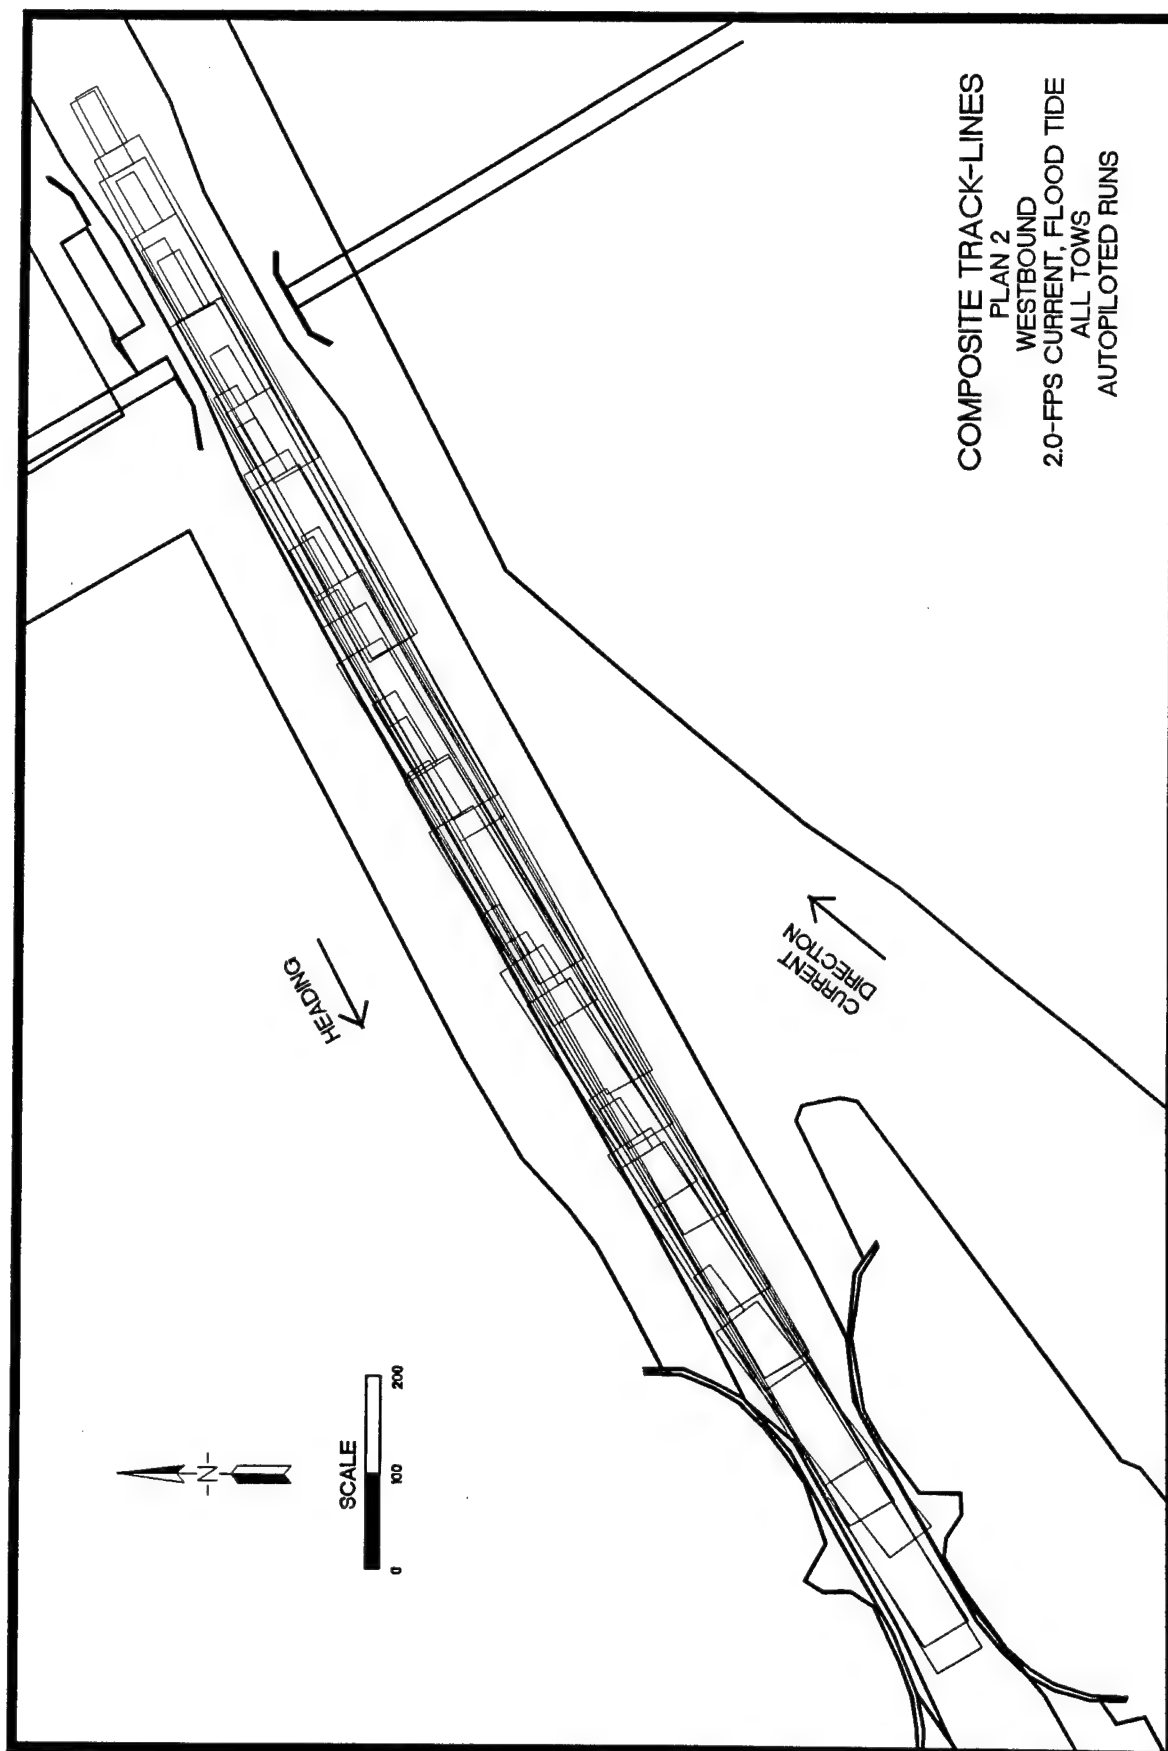 COMPOSITE TRACK-LINES
PLAN 2
WESTBOUND
2.0-FPS CURRENT, FLOOD TIDE
ALL TOWS
AUTOPILOTED RUNS
HEADING
CURRENT
DIRECTION
-N-
SCALE
0 100 200